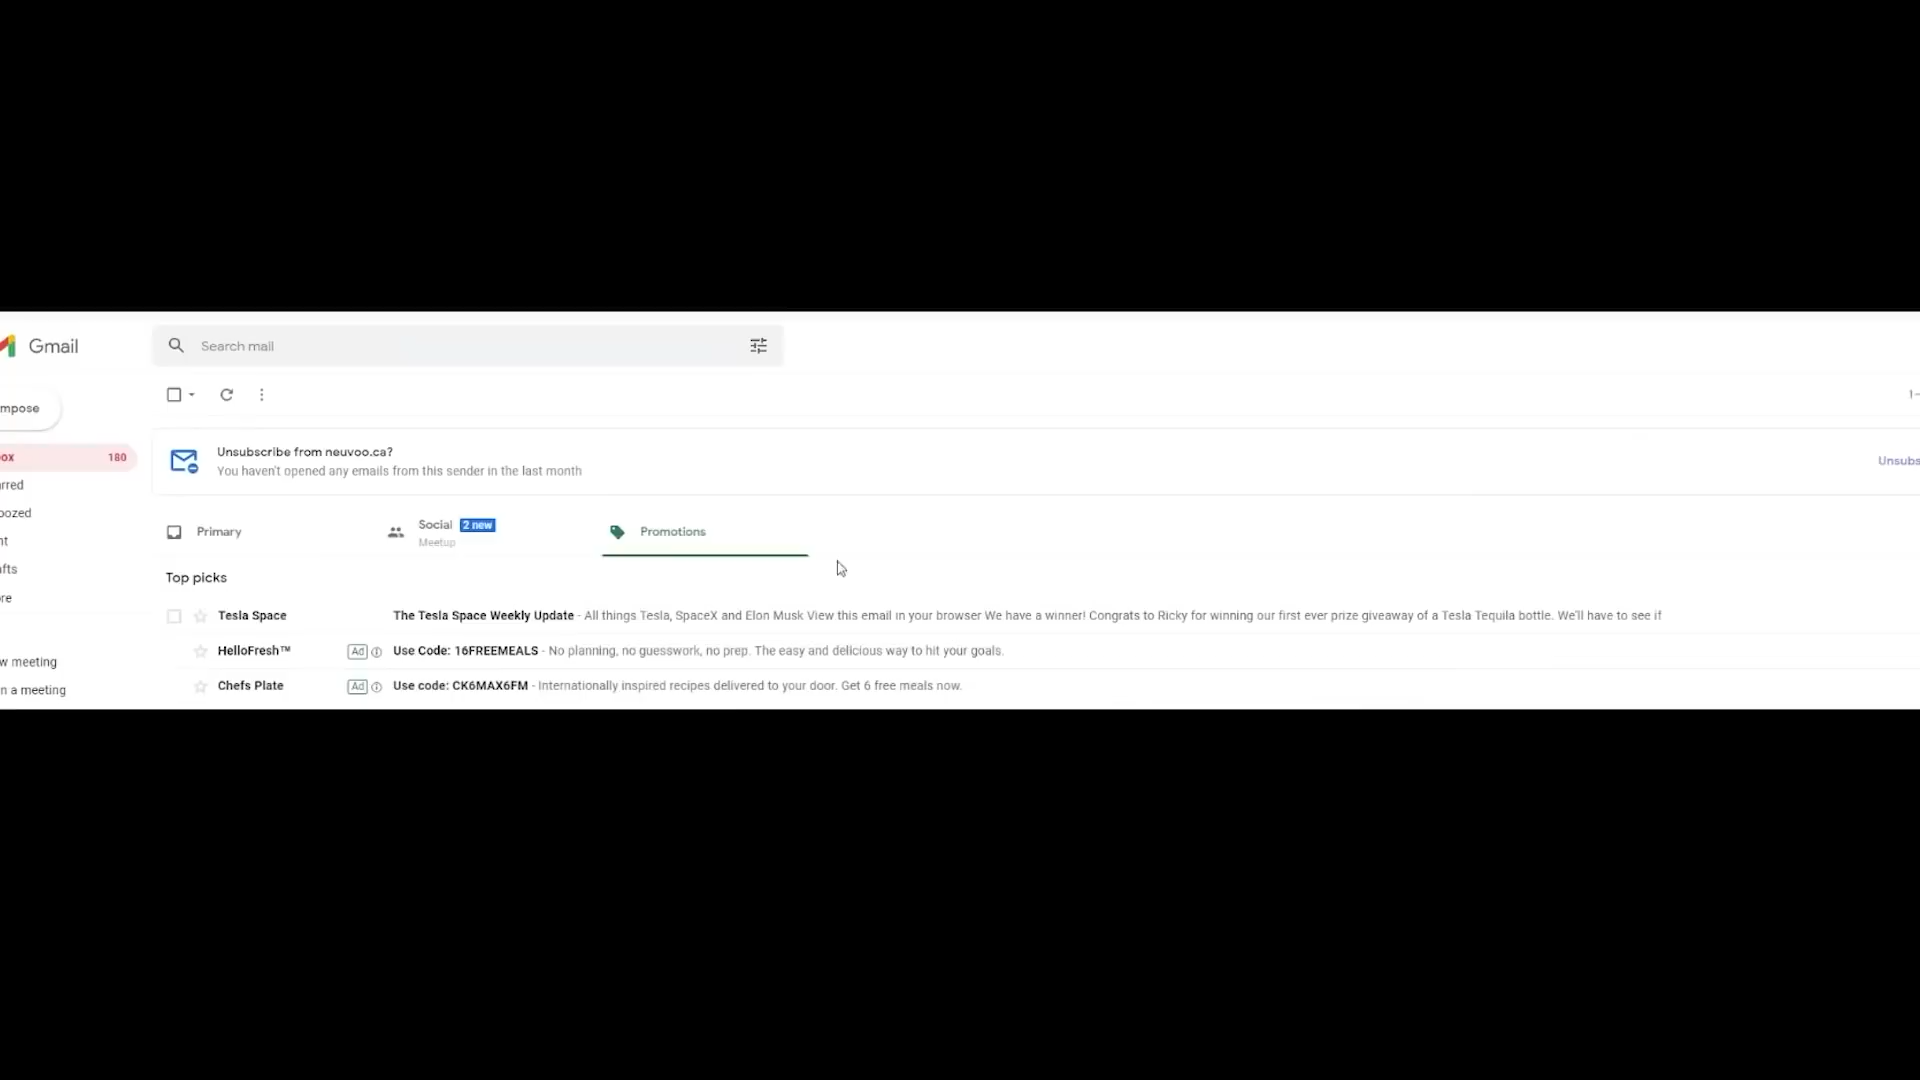 Gmail
Search mail
mpose
1-
ox 180
Unsubscribe from neuvoo.ca?
You haven't opened any emails from this sender in the last month
Unsubs
rred
oozed
nt
afts
re
Primary
Social 2 new
Meetup
Promotions
Top picks
Tesla Space The Tesla Space Weekly Update - All things Tesla, SpaceX and Elon Musk View this email in your browser We have a winner! Congrats to Ricky for winning our first ever prize giveaway of a Tesla Tequila bottle. We'll have to see if
HelloFresh™ Ad Use Code: 16FREEMEALS - No planning, no guesswork, no prep. The easy and delicious way to hit your goals.
w meeting
Chefs Plate Ad Use code: CK6MAX6FM - Internationally inspired recipes delivered to your door. Get 6 free meals now.
n a meeting